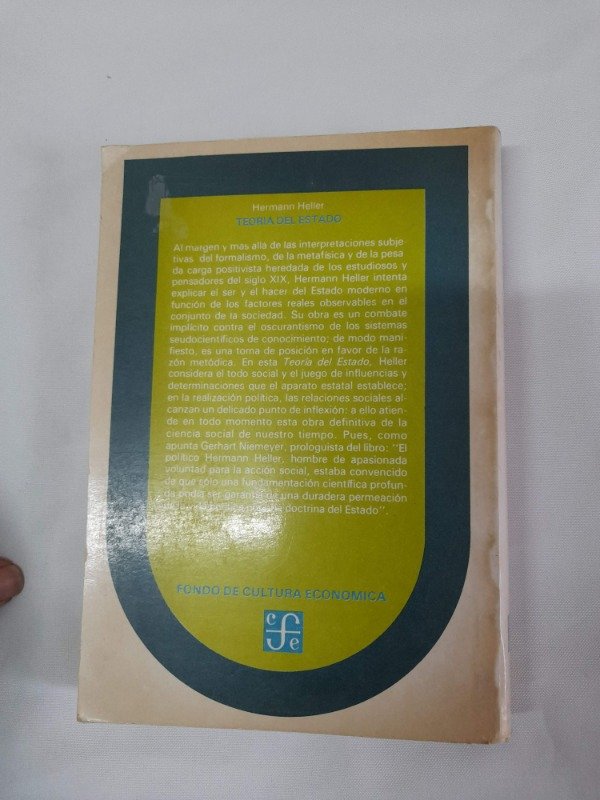 Hermann Heller
TEORIA DEL ESTADO
Al margen y mas alla de las interpretaciones subje
tivas del formalismo, de la metafísica y de la pesa
da carga positivista heredada de los estudiosos y
pensadores del siglo XIX, Hermann Heller intenta
explicar el ser y el hacer del Estado moderno en
función de los factores reales observables en el
conjunto de la sociedad. Su obra es un combate
implícito contra el oscurantismo de los sistemas
seudocientíficos de conocimiento; de modo mani-
fiesto, es una toma de posición en favor de la ra-
zón metódica. En esta Teoría del Estado, Heller
considera el todo social y el juego de influencias y
determinaciones que el aparato estatal establece;
en la realización política, las relaciones sociales al-
canzan un delicado punto de inflexión: a ello atien-
de en todo momento esta obra definitiva de la
ciencia social de nuestro tiempo. Pues, como
apunta Gerhart Niemeyer, prologuista del libro: "El
político Hermann Heller, hombre de apasionada
voluntad para la acción social, estaba convencido
de que sólo una fundamentación científica profun-
da podía ser garantía de una duradera permeación
doctrina del Estado".
FONDO DE CULTURA ECONOMICA
cfe